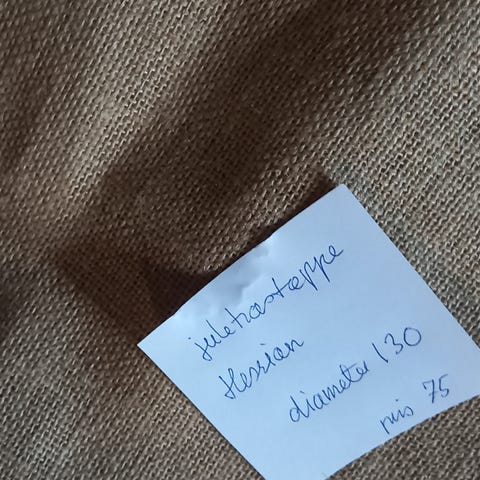 juletræstæppe
Hessian
diameter 130
pris 75